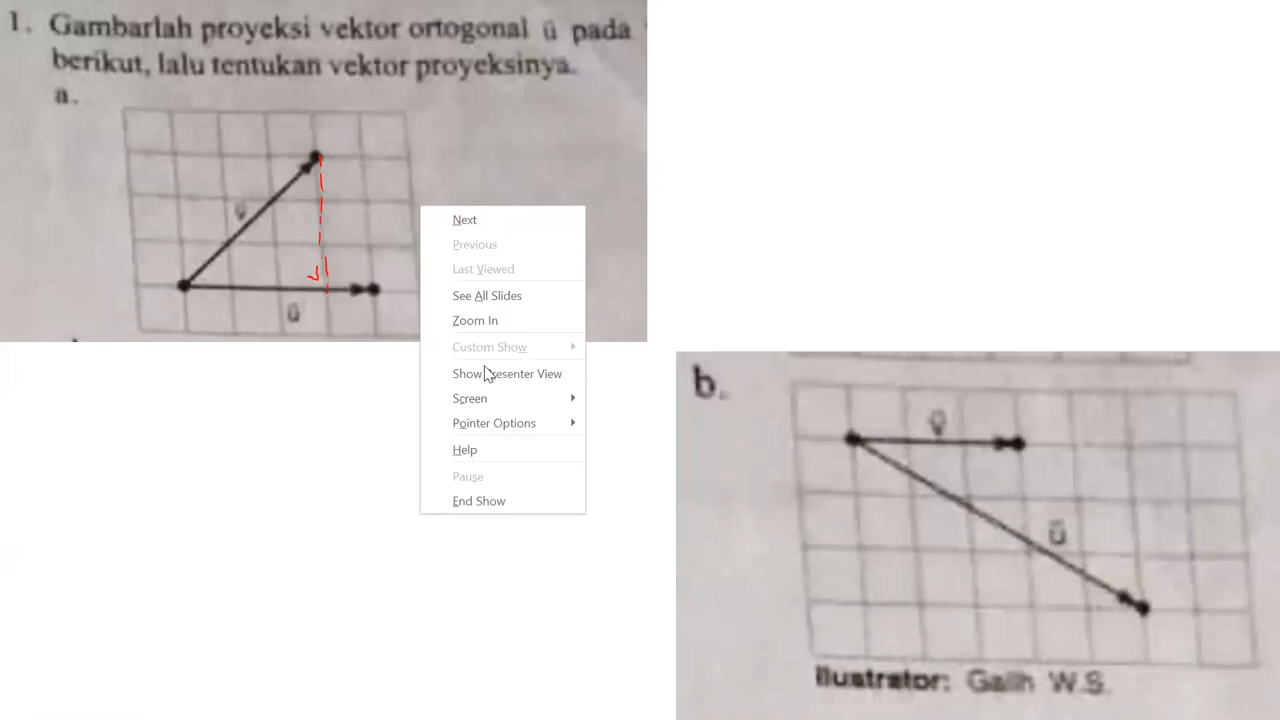 1. Gambarlah proyeksi vektor ortogonal ū pada
berikut, lalu tentukan vektor proyeksinya.
a.
v̄
ū
Next
Previous
Last Viewed
See All Slides
Zoom In
Custom Show
Show Presenter View
Screen
Pointer Options
Help
Pause
End Show
b.
v̄
ū
Ilustrator: Galih W.S.